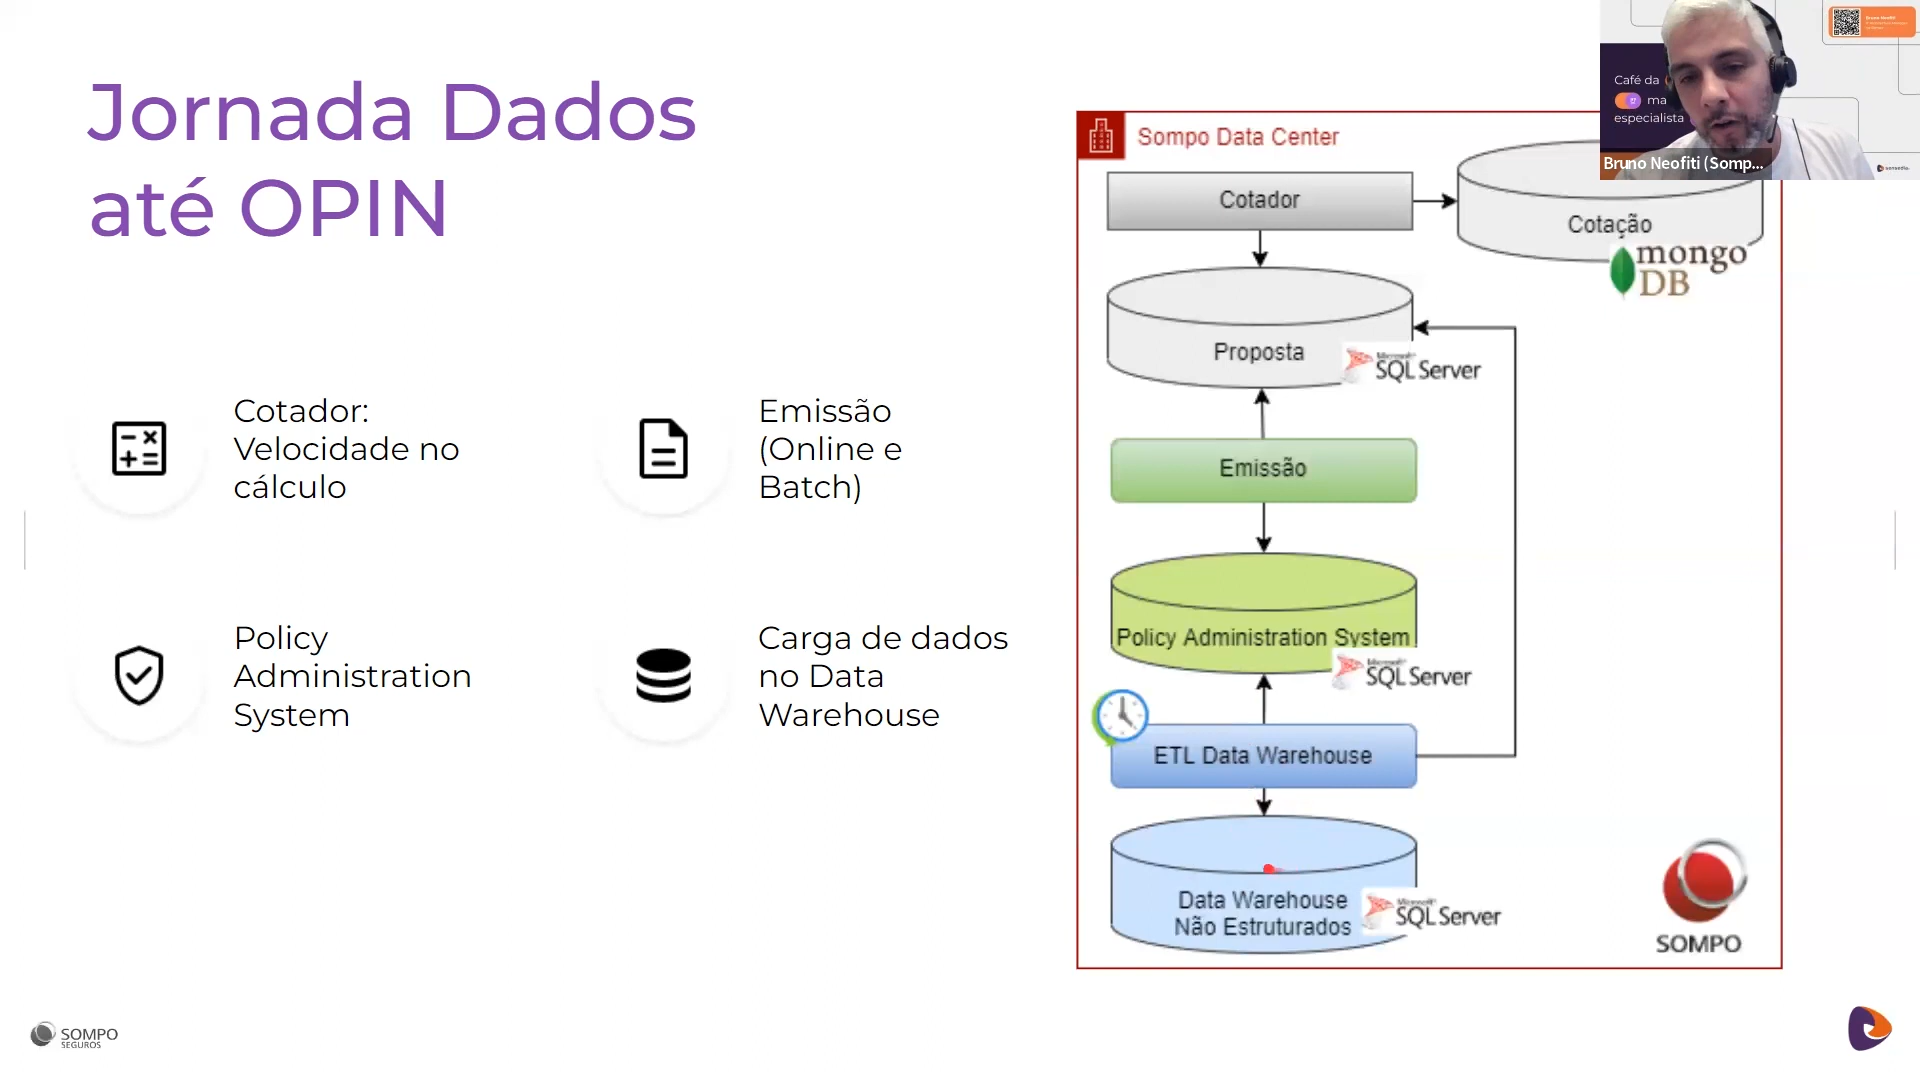 Jornada Dados
até OPIN
Cotador:
Velocidade no
cálculo
Emissão
(Online e
Batch)
Policy
Administration
System
Carga de dados
no Data
Warehouse
Sompo Data Center
Cotador
Cotação
mongo
DB
Proposta
Microsoft
SQL Server
Emissão
Policy Administration System
Microsoft
SQL Server
ETL Data Warehouse
Data Warehouse
Não Estruturados
Microsoft
SQL Server
SOMPO
SOMPO
SEGUROS
Café da
ma
especialista
Bruno Neofiti (Somp...
sensedia.